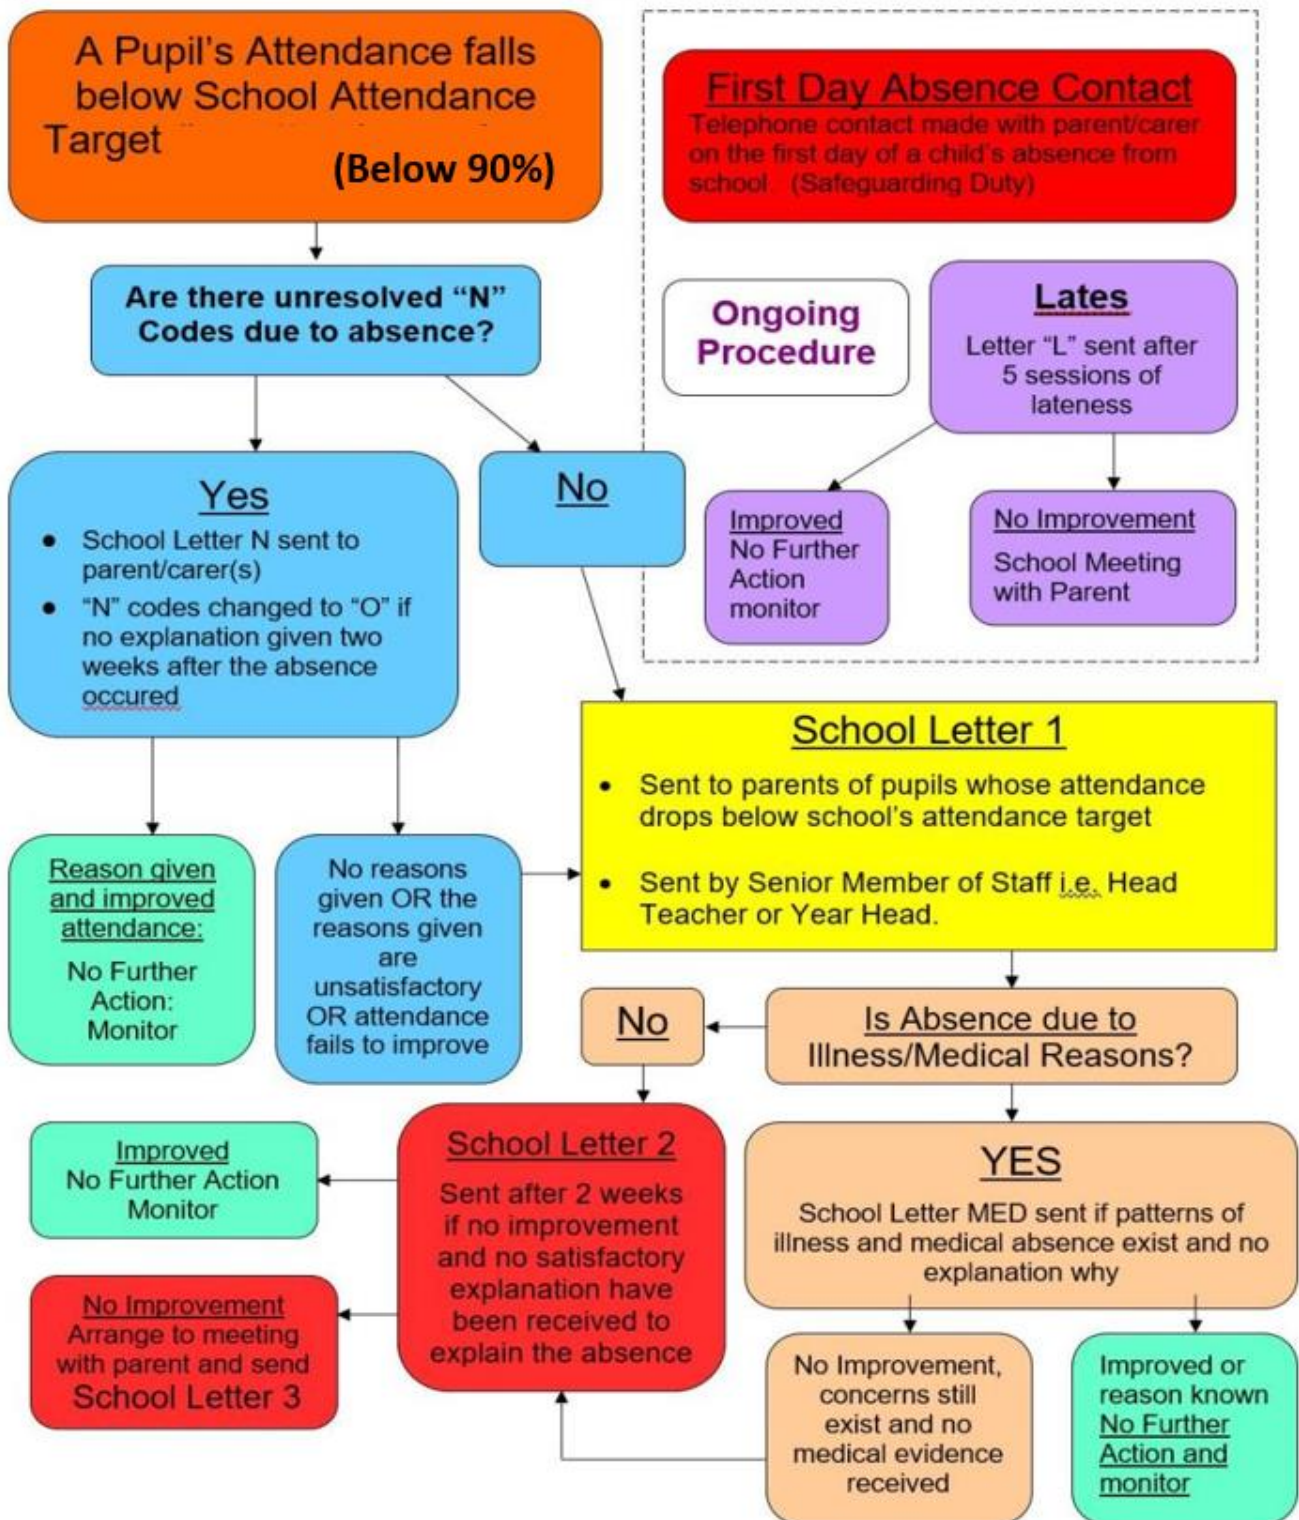 A Pupil's Attendance falls
below School Attendance
Target
(Below 90%)
First Day Absence Contact
Telephone contact made with parent/carer
on the first day of a child's absence from
school. (Safeguarding Duty)
Are there unresolved “N”
Codes due to absence?
Ongoing
Procedure
Lates
Letter “L” sent after
5 sessions of
lateness
Yes
• School Letter N sent to
parent/carer(s)
• “N” codes changed to “O” if
no explanation given two
weeks after the absence
occured
No
Improved
No Further
Action
monitor
No Improvement
School Meeting
with Parent
School Letter 1
• Sent to parents of pupils whose attendance
drops below school's attendance target
• Sent by Senior Member of Staff i.e. Head
Teacher or Year Head.
Reason given
and improved
attendance:
No Further
Action:
Monitor
No reasons
given OR the
reasons given
are
unsatisfactory
OR attendance
fails to improve
No
Is Absence due to
Illness/Medical Reasons?
Improved
No Further Action
Monitor
School Letter 2
Sent after 2 weeks
if no improvement
and no satisfactory
explanation have
been received to
explain the absence
YES
School Letter MED sent if patterns of
illness and medical absence exist and no
explanation why
No Improvement
Arrange to meeting
with parent and send
School Letter 3
No Improvement,
concerns still
exist and no
medical evidence
received
Improved or
reason known
No Further
Action and
monitor